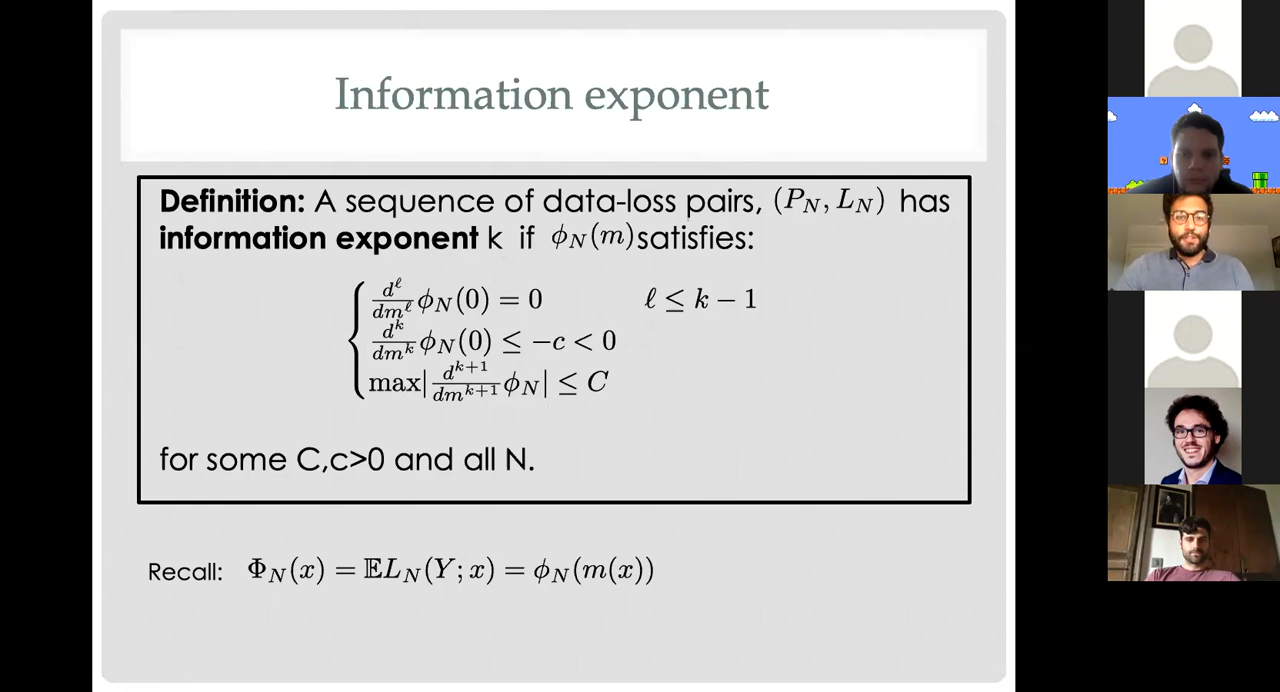 Information exponent
Definition: A sequence of data-loss pairs, (P_N, L_N) has
information exponent k if ϕ_N(m) satisfies:
d^ℓ/dm^ℓ ϕ_N(0) = 0 ℓ ≤ k − 1
d^k/dm^k ϕ_N(0) ≤ −c < 0
max|d^{k+1}/dm^{k+1} ϕ_N| ≤ C
for some C,c>0 and all N.
Recall: Φ_N(x) = 𝔼L_N(Y; x) = ϕ_N(m(x))